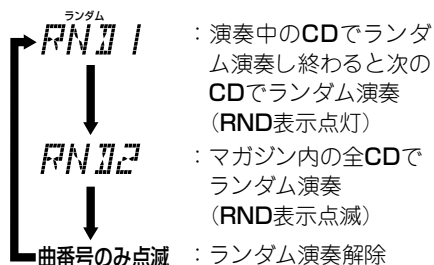 ランダム
RND1
：演奏中のCDでランダ
ム演奏し終わると次の
CDでランダム演奏
（RND表示点灯）
RND2
：マガジン内の全CDで
ランダム演奏
（RND表示点滅）
曲番号のみ点滅
：ランダム演奏解除